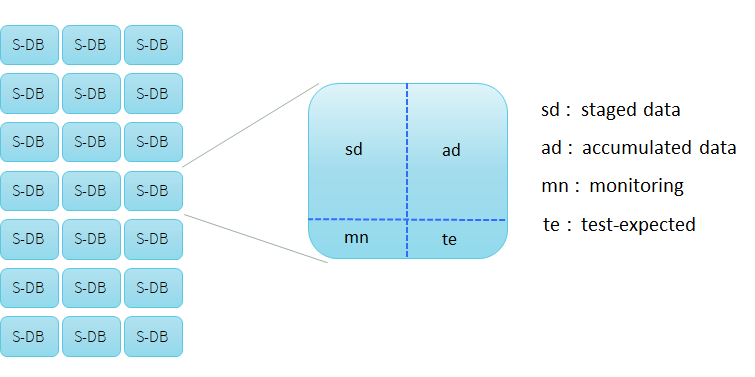 S-DB S-DB S-DB
S-DB S-DB S-DB
S-DB S-DB S-DB
S-DB S-DB S-DB
S-DB S-DB S-DB
S-DB S-DB S-DB
S-DB S-DB S-DB
sd ad
mn te
sd : staged data
ad : accumulated data
mn : monitoring
te : test-expected